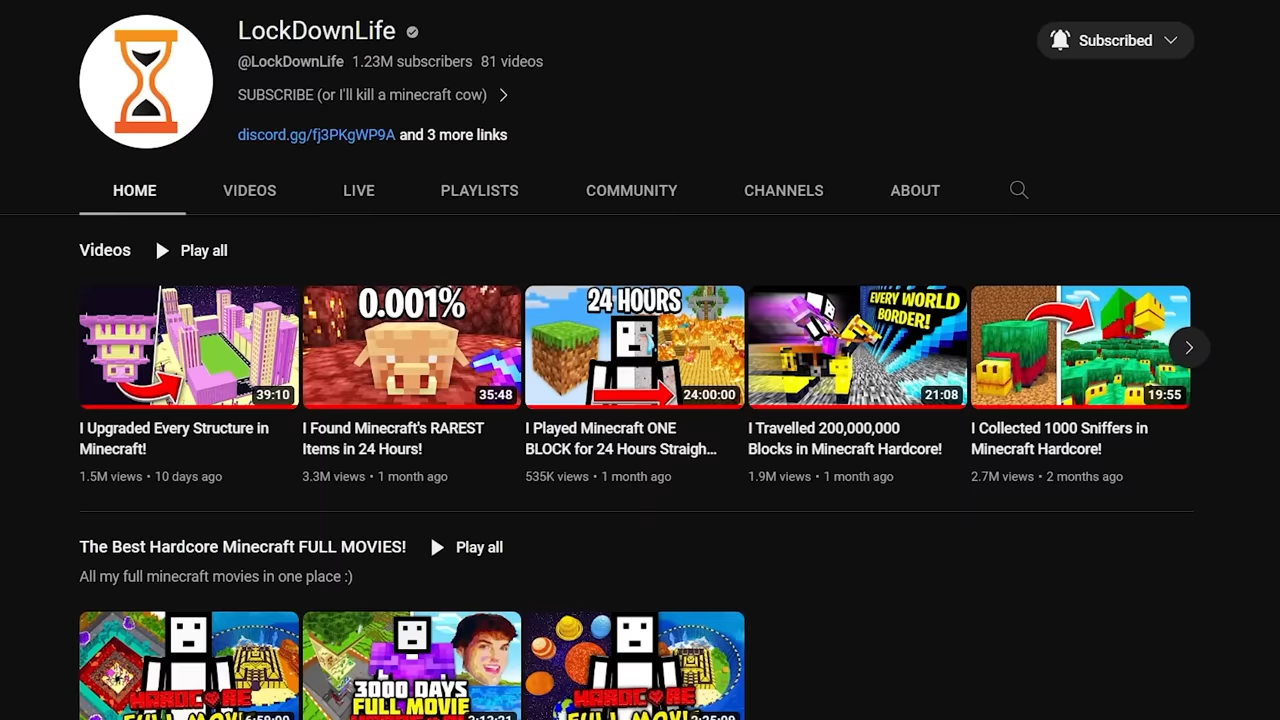 LockDownLife
@LockDownLife 1.23M subscribers 81 videos
Subscribed
SUBSCRIBE (or I'll kill a minecraft cow)
discord.gg/fj3PKgWP9A and 3 more links
HOME VIDEOS LIVE PLAYLISTS COMMUNITY CHANNELS ABOUT
Videos Play all
39:10
0.001%
35:48
24 HOURS
24:00:00
EVERY WORLD
BORDER!
21:08
19:55
I Upgraded Every Structure in
Minecraft!
1.5M views • 10 days ago
I Found Minecraft's RAREST
Items in 24 Hours!
3.3M views • 1 month ago
I Played Minecraft ONE
BLOCK for 24 Hours Straigh...
535K views • 1 month ago
I Travelled 200,000,000
Blocks in Minecraft Hardcore!
1.9M views • 1 month ago
I Collected 1000 Sniffers in
Minecraft Hardcore!
2.7M views • 2 months ago
The Best Hardcore Minecraft FULL MOVIES! Play all
All my full minecraft movies in one place :)
HARDCORE
FULL
3000 DAYS
FULL MOVIE
HARDCORE
FULL